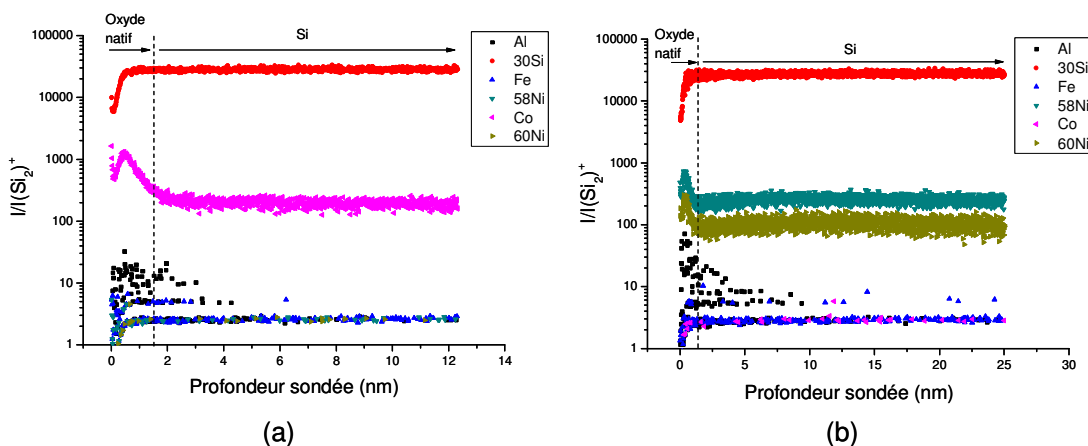 Oxyde
natif
Si
Al
30Si
Fe
58Ni
Co
60Ni
100000
10000
1000
100
10
1
I/I(Si₂)⁺
0 2 4 6 8 10 12 14
Profondeur sondée (nm)
(a)
Oxyde
natif
Si
Al
30Si
Fe
58Ni
Co
60Ni
100000
10000
1000
100
10
1
I/I(Si₂)⁺
0 5 10 15 20 25 30
Profondeur sondée (nm)
(b)